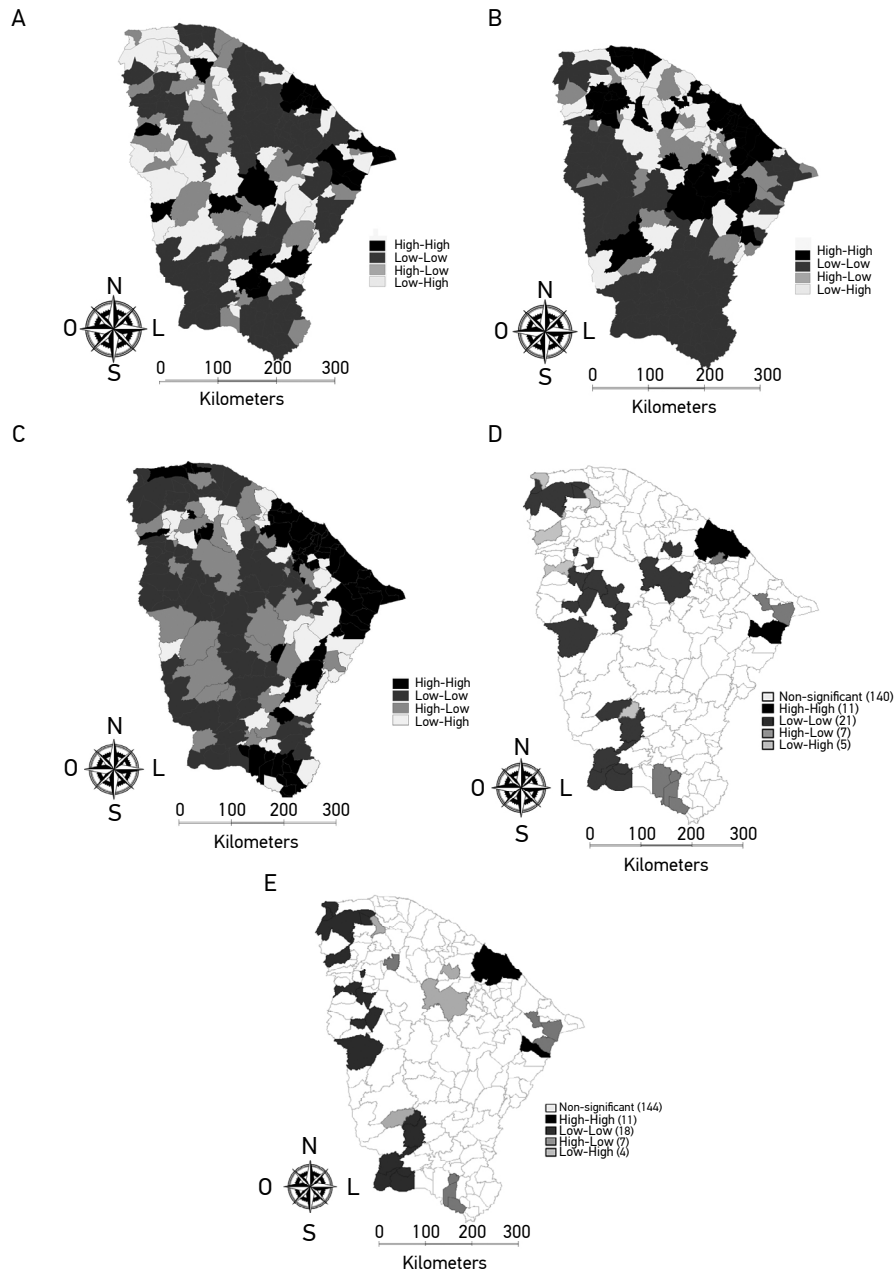 A
B
High-High
Low-Low
High-Low
Low-High
N
O
L
S
0 100 200 300
Kilometers
High-High
Low-Low
High-Low
Low-High
N
O
L
S
0 100 200 300
Kilometers
C
D
High-High
Low-Low
High-Low
Low-High
N
O
L
S
0 100 200 300
Kilometers
Non-significant (140)
High-High (11)
Low-Low (21)
High-Low (7)
Low-High (5)
N
O
L
S
0 100 200 300
Kilometers
E
Non-significant (144)
High-High (11)
Low-Low (18)
High-Low (7)
Low-High (4)
N
O
L
S
0 100 200 300
Kilometers